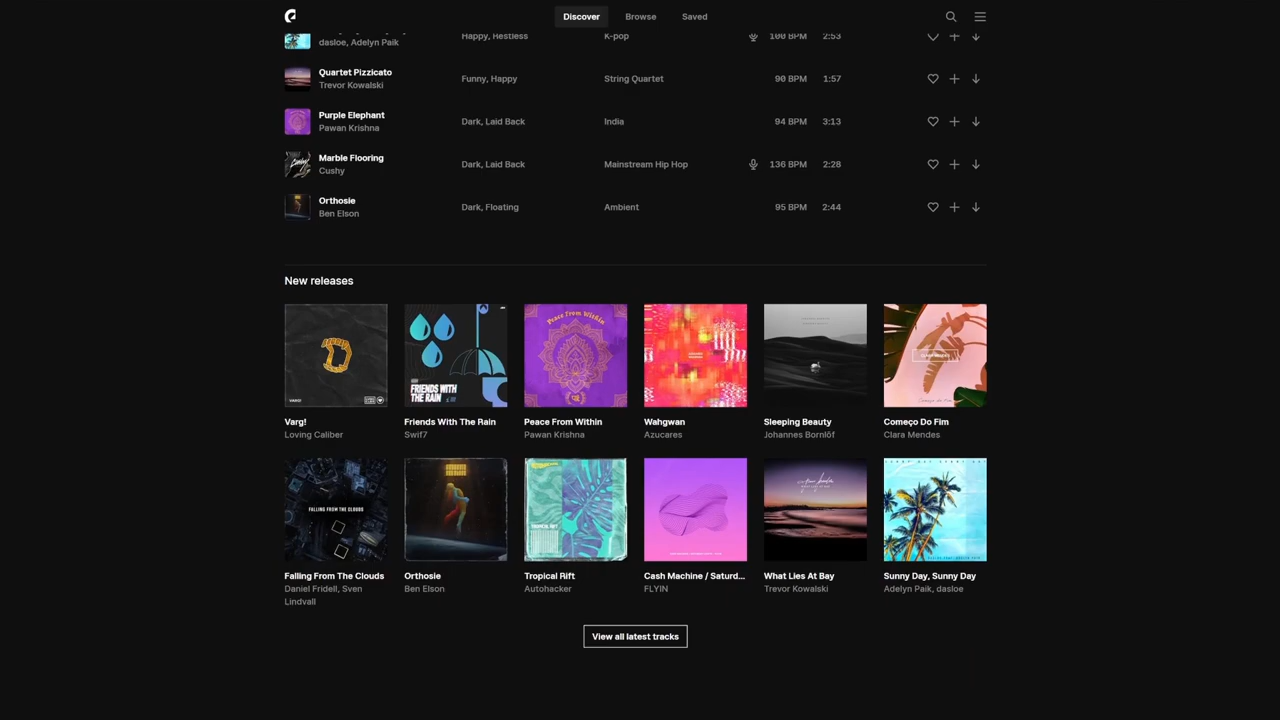 Discover
Browse
Saved
dasloe, Adelyn Paik
Happy, Restless
K-pop
100 BPM
2:53
Quartet Pizzicato
Trevor Kowalski
Funny, Happy
String Quartet
90 BPM
1:57
Purple Elephant
Pawan Krishna
Dark, Laid Back
India
94 BPM
3:13
Marble Flooring
Cushy
Dark, Laid Back
Mainstream Hip Hop
136 BPM
2:28
Orthosie
Ben Elson
Dark, Floating
Ambient
95 BPM
2:44
New releases
VARG!
FRIENDS WITH
THE RAIN
Peace From Within
Começo do Fim
Varg!
Loving Caliber
Friends With The Rain
Swif7
Peace From Within
Pawan Krishna
Wahgwan
Azucares
Sleeping Beauty
Johannes Bornlöf
Começo Do Fim
Clara Mendes
FALLING FROM THE CLOUDS
TROPICAL RIFT
Falling From The Clouds
Daniel Fridell, Sven
Lindvall
Orthosie
Ben Elson
Tropical Rift
Autohacker
Cash Machine / Saturd...
FLYIN
What Lies At Bay
Trevor Kowalski
Sunny Day, Sunny Day
Adelyn Paik, dasloe
View all latest tracks